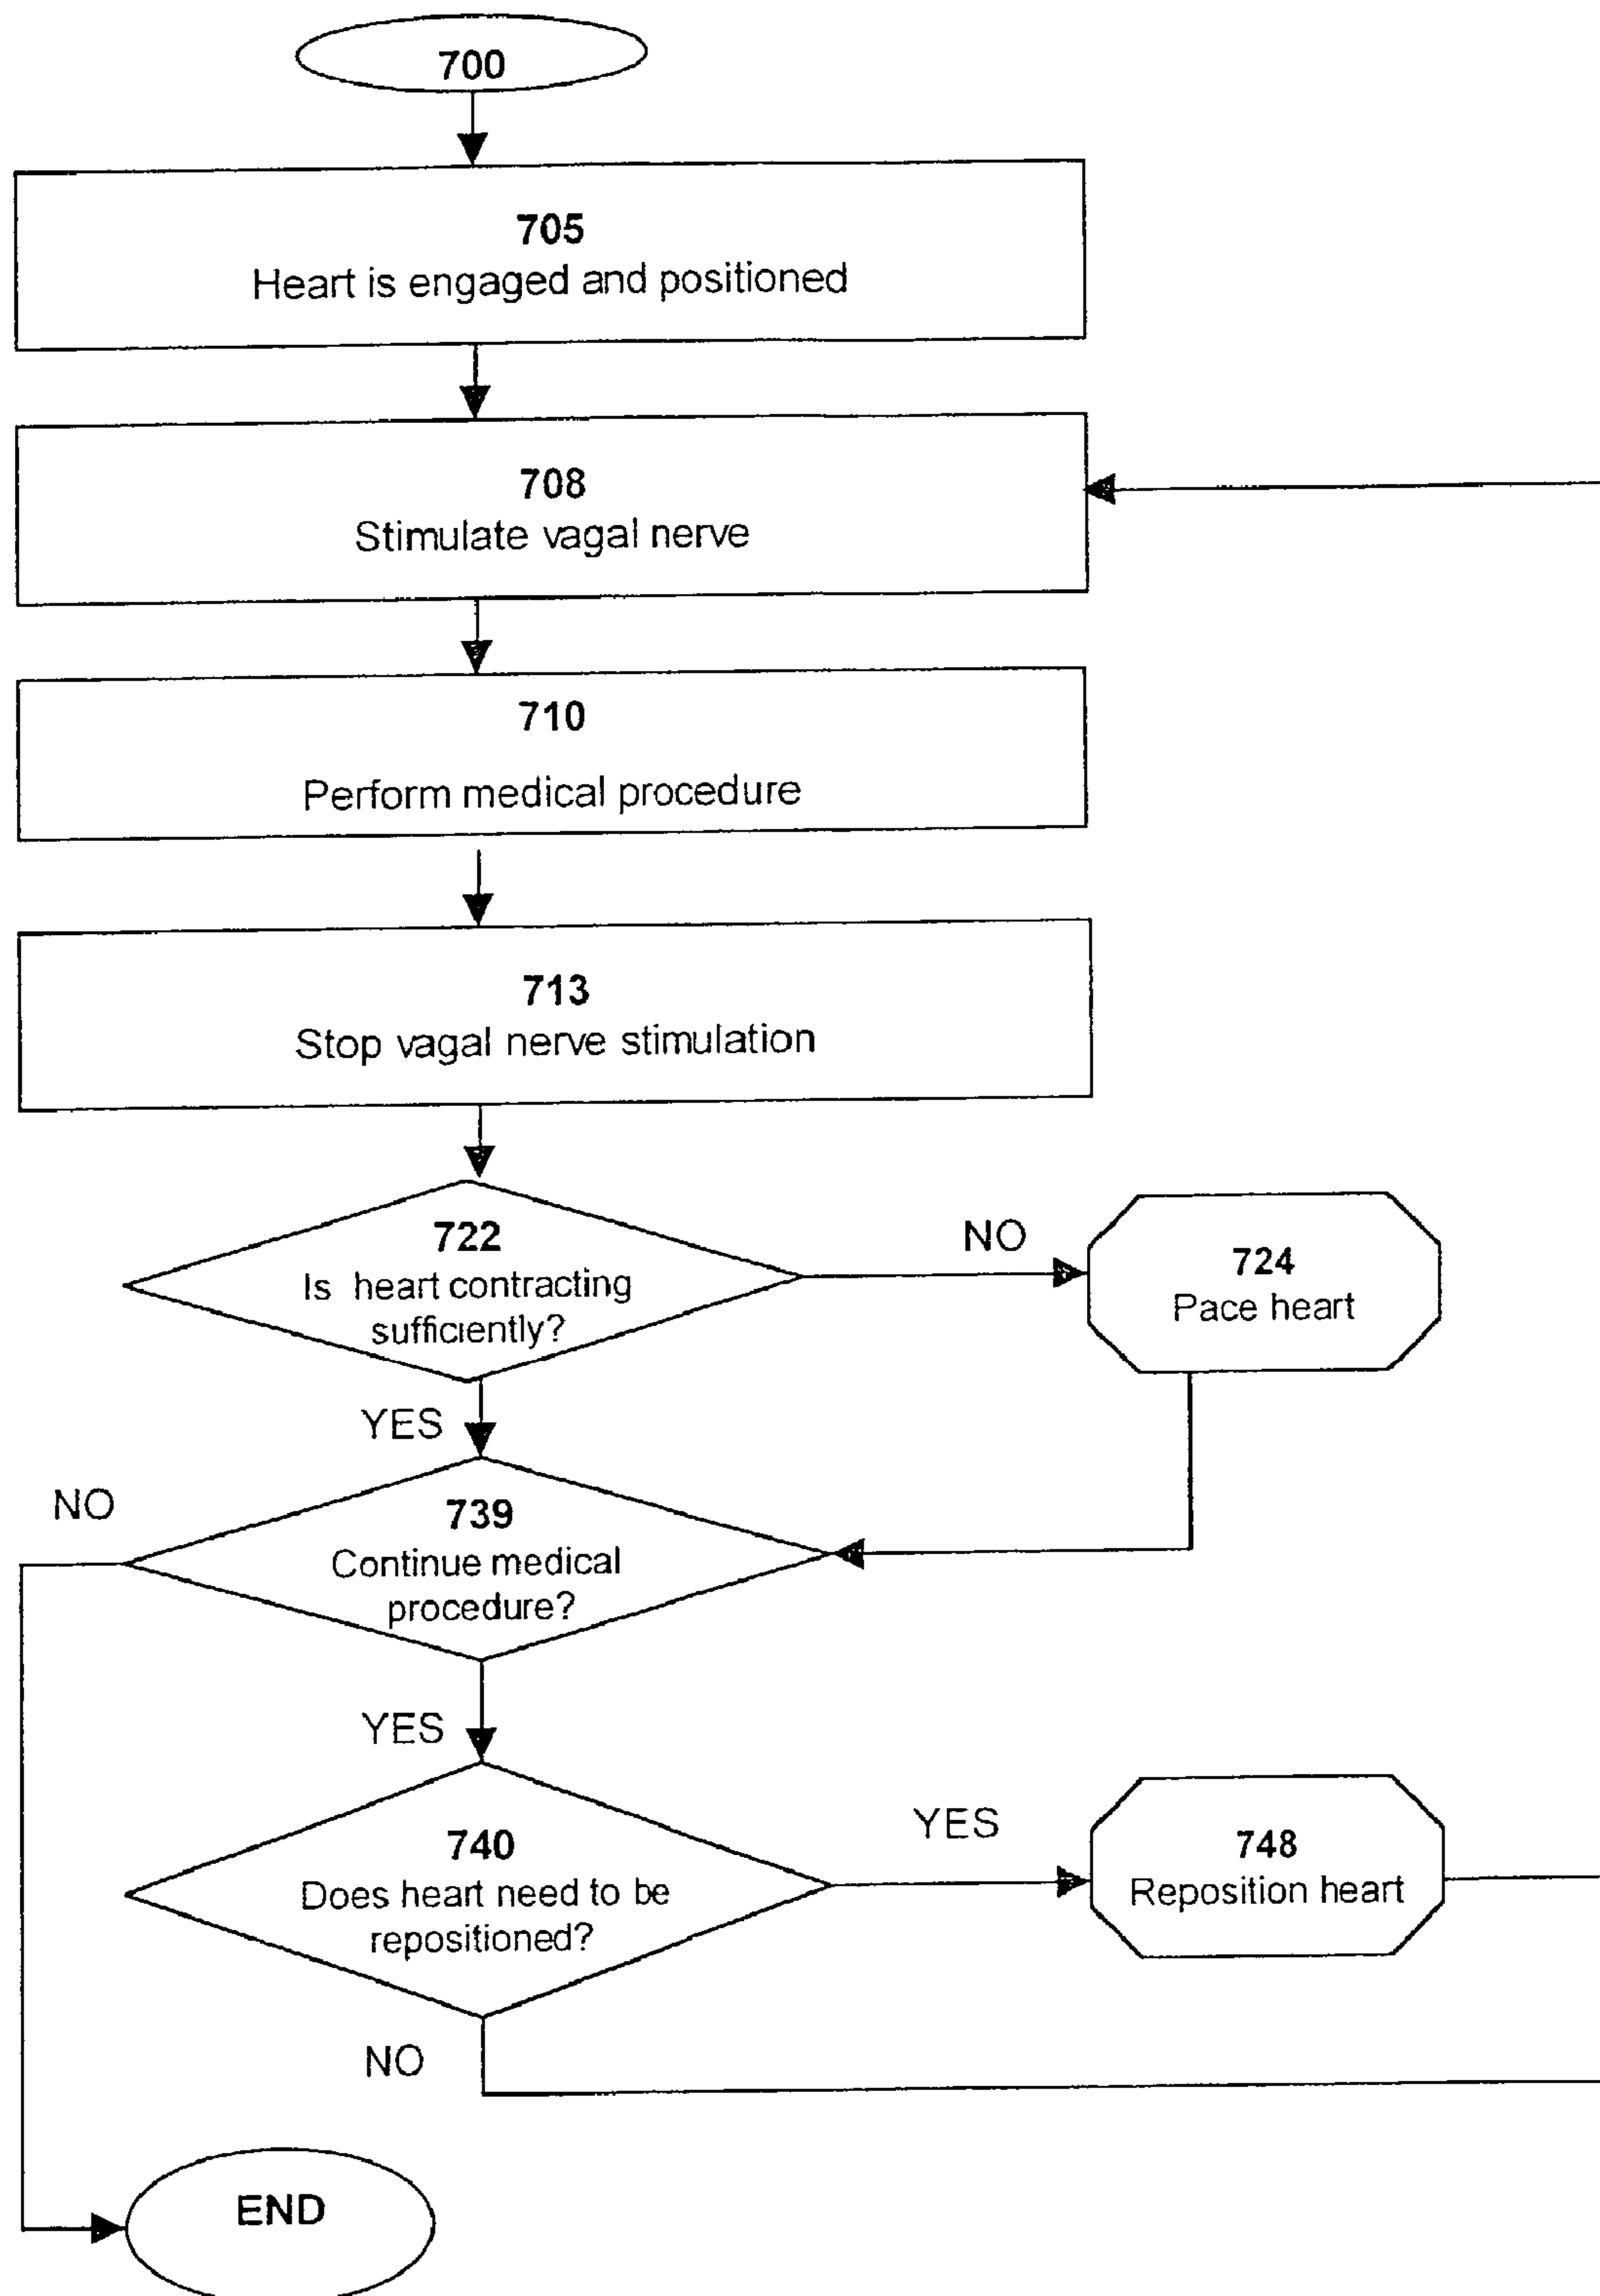 700
705
Heart is engaged and positioned
708
Stimulate vagal nerve
710
Perform medical procedure
713
Stop vagal nerve stimulation
722
Is heart contracting
sufficiently?
NO
724
Pace heart
YES
NO
739
Continue medical
procedure?
YES
740
Does heart need to be
repositioned?
YES
748
Reposition heart
NO
END